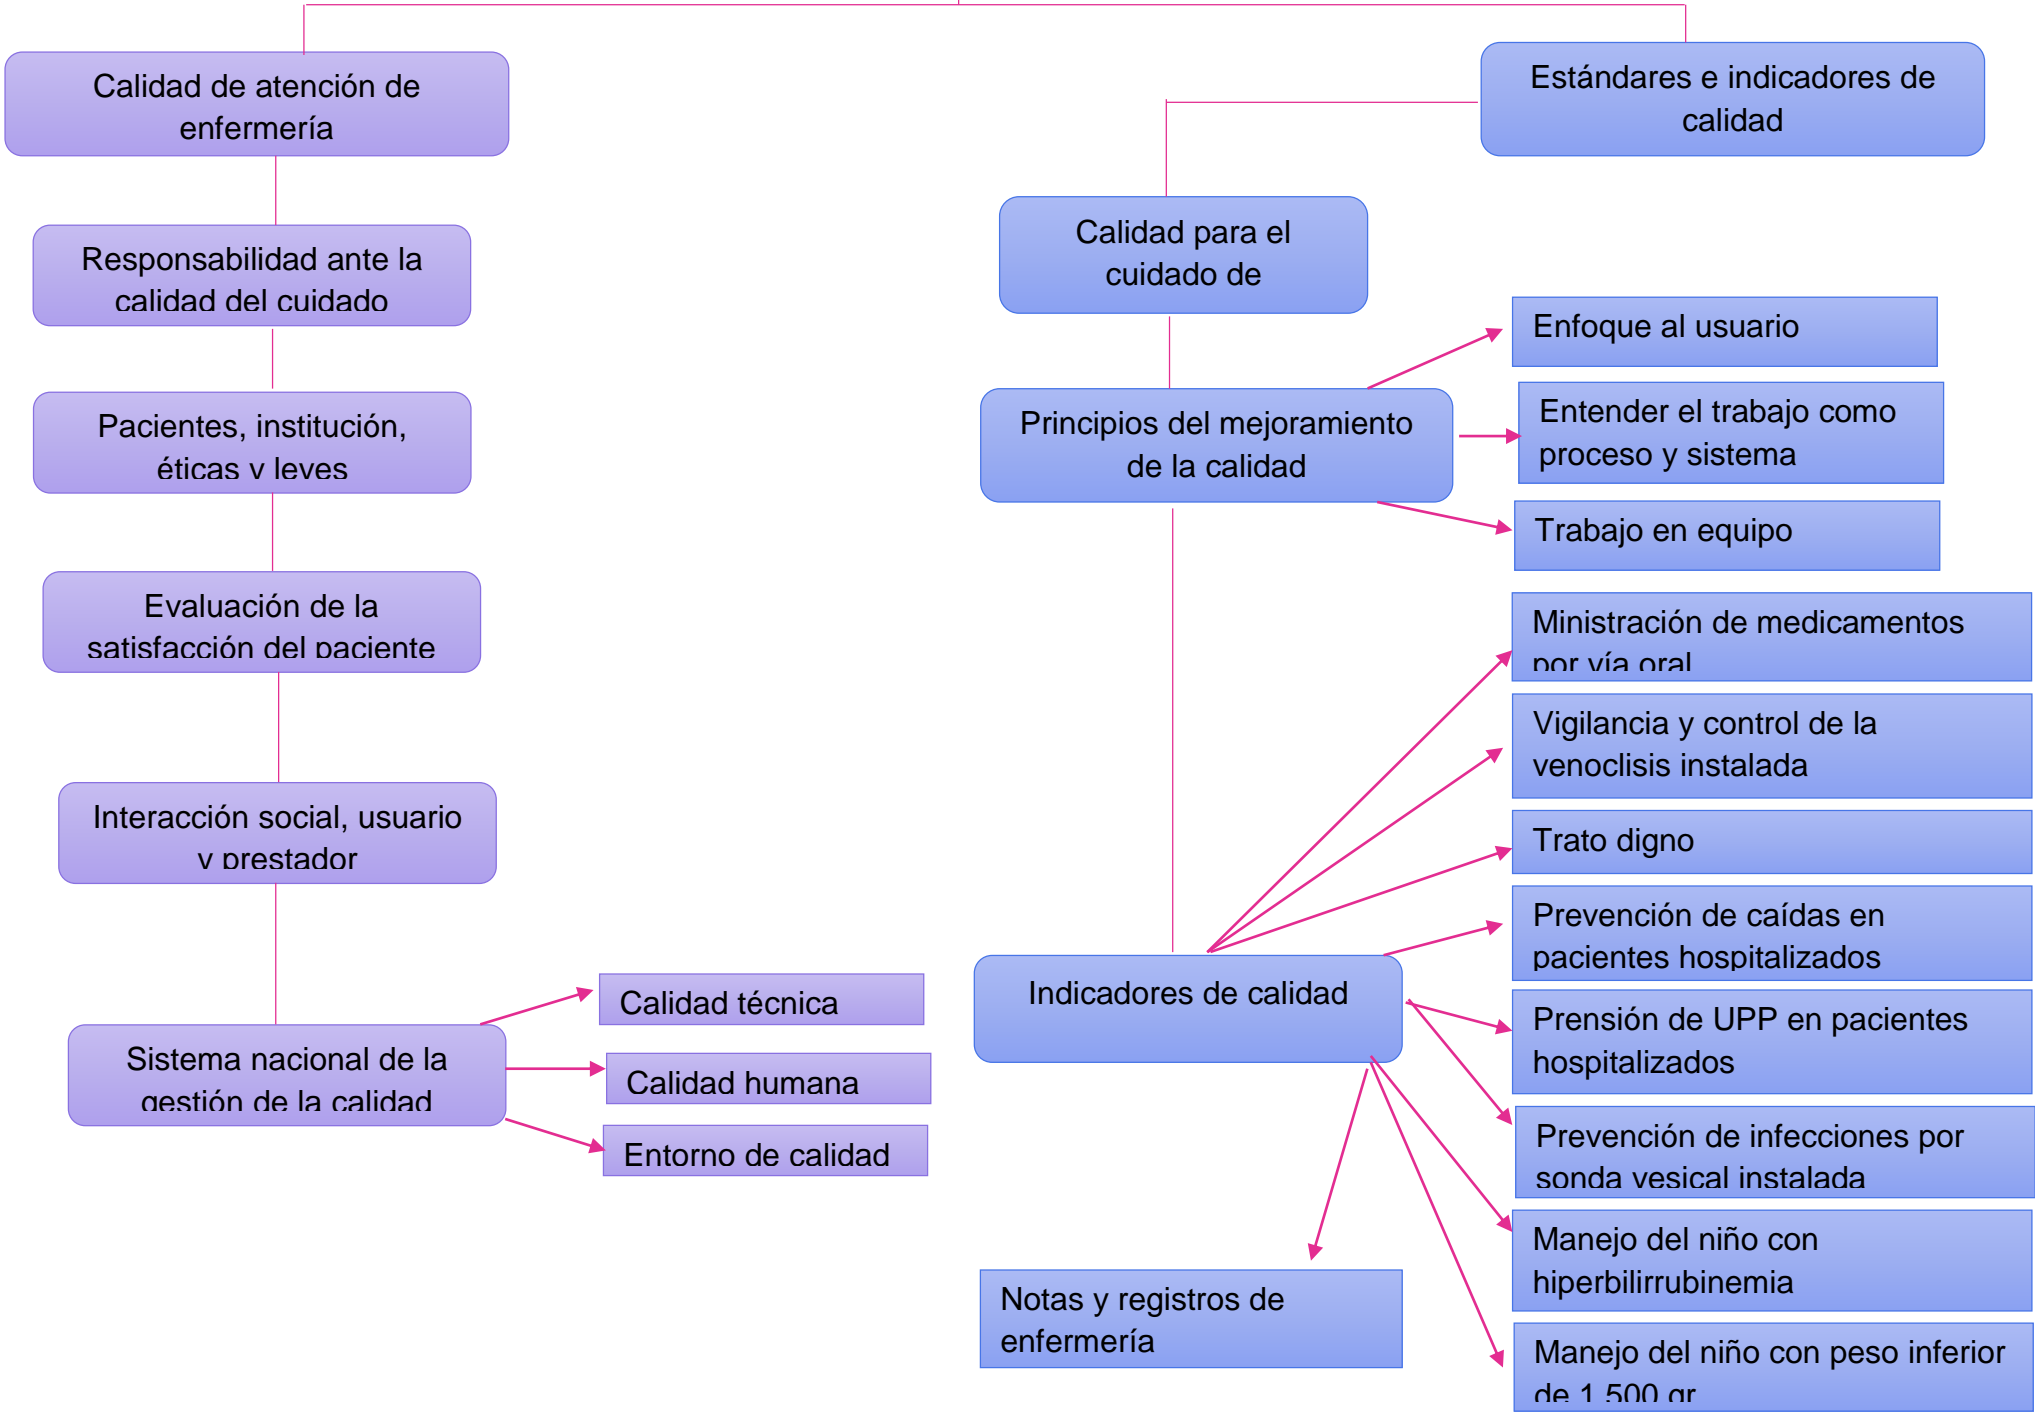 Calidad de atención de
enfermería
Responsabilidad ante la
calidad del cuidado
Pacientes, institución,
éticas y leyes
Evaluación de la
satisfacción del paciente
Interacción social, usuario
y prestador
Sistema nacional de la
gestión de la calidad
Calidad técnica
Calidad humana
Entorno de calidad
Estándares e indicadores de
calidad
Calidad para el
cuidado de
Principios del mejoramiento
de la calidad
Enfoque al usuario
Entender el trabajo como
proceso y sistema
Trabajo en equipo
Indicadores de calidad
Ministración de medicamentos
por vía oral
Vigilancia y control de la
venoclisis instalada
Trato digno
Prevención de caídas en
pacientes hospitalizados
Prensión de UPP en pacientes
hospitalizados
Prevención de infecciones por
sonda vesical instalada
Manejo del niño con
hiperbilirrubinemia
Manejo del niño con peso inferior
de 1,500 gr
Notas y registros de
enfermería